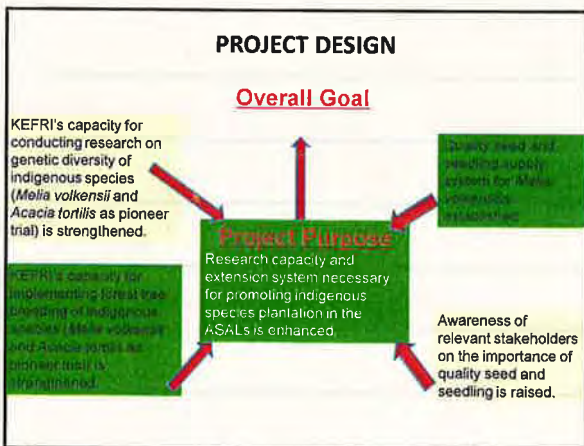 PROJECT DESIGN
Overall Goal
KEFRI's capacity for
conducting research on
genetic diversity of
indigenous species
(Melia volkensii and
Acacia tortilis as pioneer
trial) is strengthened.
Quality seed and
seedling supply
system for Melia
volkensii
established
Project Purpose
Research capacity and
extension system necessary
for promoting indigenous
species plantation in the
ASALs is enhanced.
KEFRI's capacity for
implementing forest tree
breeding of indigenous
species (Melia volkensii
and Acacia tortilis as
pioneer trial) is
strengthened.
Awareness of
relevant stakeholders
on the importance of
quality seed and
seedling is raised.